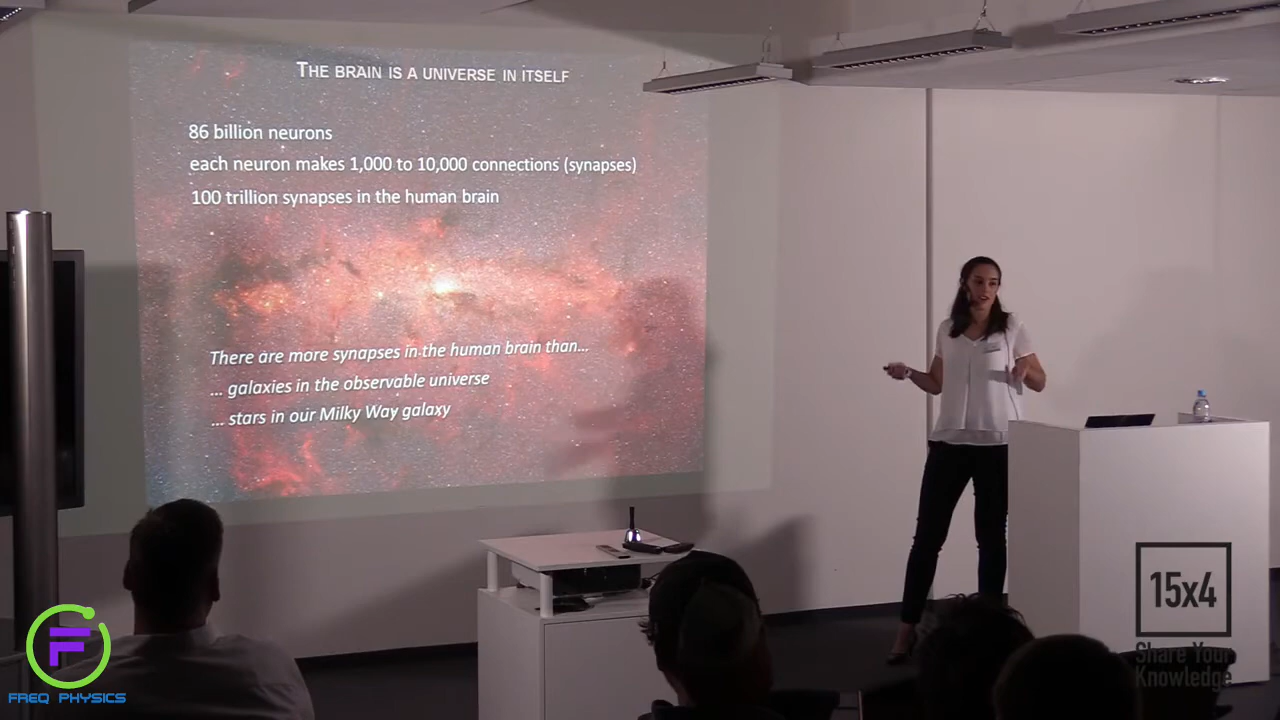 THE BRAIN IS A UNIVERSE IN ITSELF
86 billion neurons
each neuron makes 1,000 to 10,000 connections (synapses)
100 trillion synapses in the human brain
There are more synapses in the human brain than...
... galaxies in the observable universe
... stars in our Milky Way galaxy
15x4
Share Your
Knowledge
F
FREQ PHYSICS